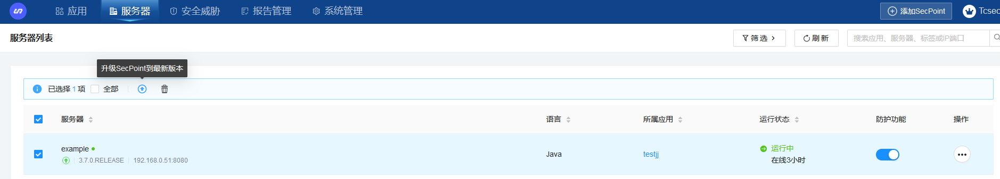 应用 服务器 安全威胁 报告管理 系统管理 添加SecPoint Tcsec
服务器列表 筛选 刷新 搜索应用、服务器、标签或IP端口
升级SecPoint到最新版本
已选择 1 项 全部
服务器 语言 所属应用 运行状态 防护功能 操作
example Java testjj 运行中
3.7.0.RELEASE 192.168.0.51:8080 在线3小时